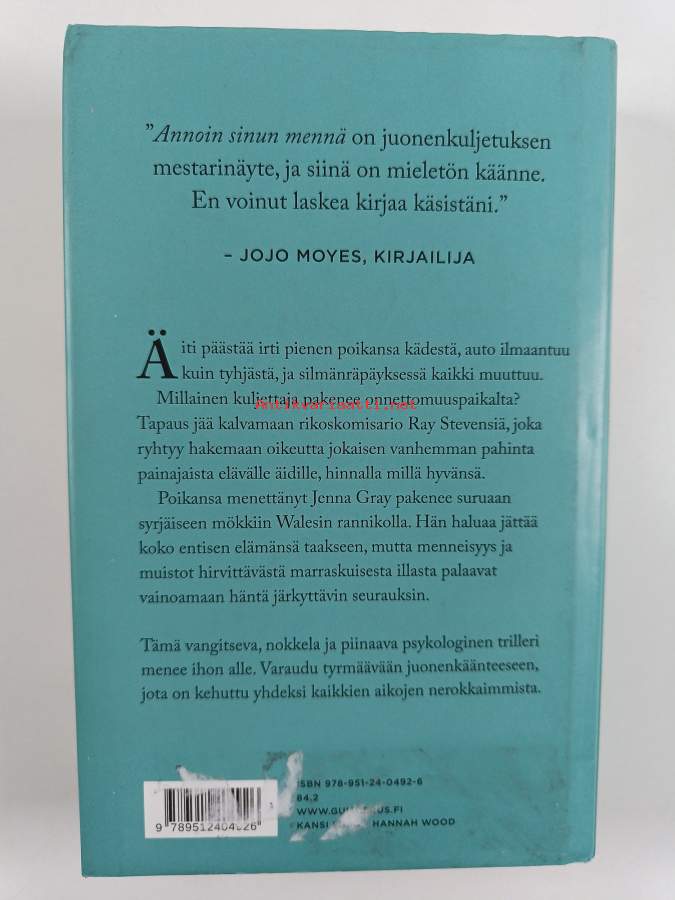 ”Annoin sinun mennä on juonenkuljetuksen
mestarinäyte, ja siinä on mieletön käänne.
En voinut laskea kirjaa käsistäni.”
– JOJO MOYES, KIRJAILIJA
Äiti päästää irti pienen poikansa kädestä, auto ilmaantuu
kuin tyhjästä, ja silmänräpäyksessä kaikki muuttuu.
Millainen kuljettaja pakenee onnettomuuspaikalta?
Antikvariaatti.net
Tapaus jää kalvamaan rikoskomisario Ray Stevensiä, joka
ryhtyy hakemaan oikeutta jokaisen vanhemman pahinta
painajaista elävälle äidille, hinnalla millä hyvänsä.
Poikansa menettänyt Jenna Gray pakenee suruaan
syrjäiseen mökkiin Walesin rannikolla. Hän haluaa jättää
koko entisen elämänsä taakseen, mutta menneisyys ja
muistot hirvittävästä marraskuisesta illasta palaavat
vainoamaan häntä järkyttävin seurauksin.
Tämä vangitseva, nokkela ja piinaava psykologinen trilleri
menee ihon alle. Varaudu tyrmäävään juonenkäänteeseen,
jota on kehuttu yhdeksi kaikkien aikojen nerokkaimmista.
ISBN 978-951-24-0492-6
84.2
KANSI HANNAH WOOD